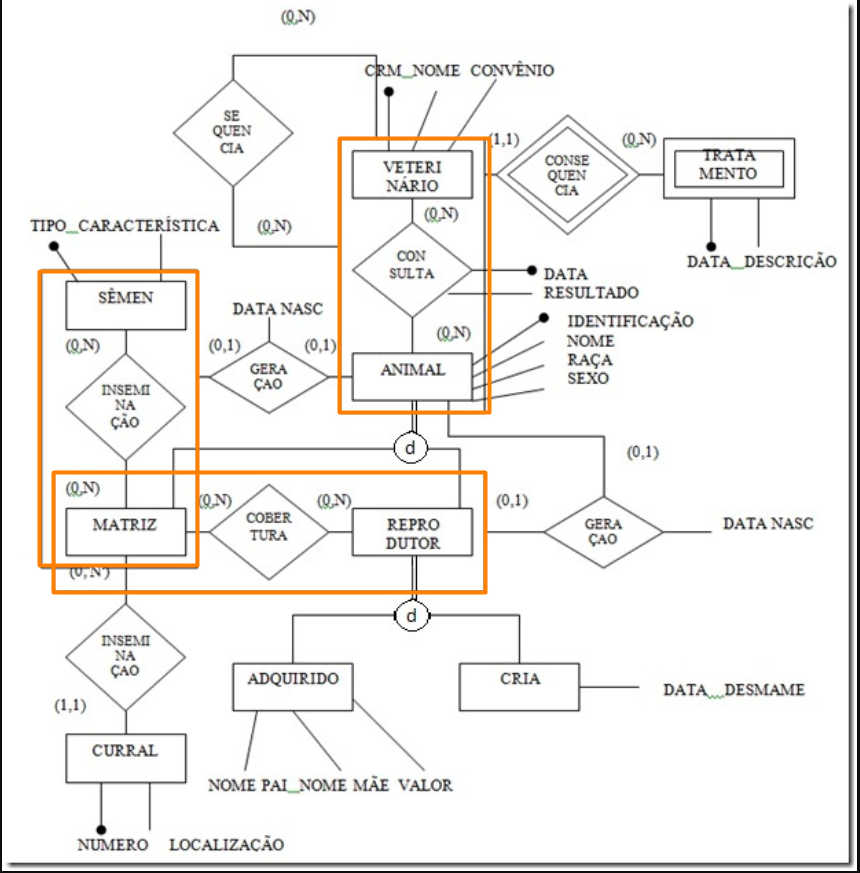 (0,N)
CRM_NOME CONVÊNIO
SE
QUEN
CIA
(1,1)
(0,N)
VETERI
NÁRIO
CONSE
QUEN
CIA
TRATA
MENTO
(0,N)
(0,N)
TIPO_CARACTERÍSTICA
CON
SULTA
DATA_DESCRIÇÃO
DATA
RESULTADO
SÊMEN
DATA NASC
IDENTIFICAÇÃO
NOME
RAÇA
SEXO
(0,N)
(0,1)
(0,1)
(0,N)
GERA
ÇAO
ANIMAL
INSEMI
NA
ÇÃO
d
(0,1)
(0,N)
(0,N)
(0,N)
(0,1)
MATRIZ
COBER
TURA
REPRO
DUTOR
GERA
ÇAO
DATA NASC
(0,N)
d
INSEMI
NA
ÇAO
ADQUIRIDO
CRIA
DATA_DESMAME
(1,1)
CURRAL
NOME PAI_NOME MÃE VALOR
NUMERO LOCALIZAÇÃO